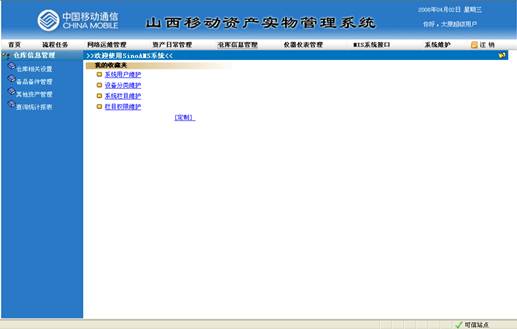 中国移动通信
CHINA MOBILE
山西移动资产实物管理系统
2008年04月02日 星期三
你好，太原超级用户
首页 流程任务 网络运维管理 资产日常管理 仓库信息管理 仪器仪表管理 MIS系统接口 系统维护 注 销
仓库信息管理
仓库相关设置
备品备件管理
其他资产管理
查询统计报表
>>欢迎使用SinoAMS系统<<
我的收藏夹
系统用户维护
设备分类维护
系统栏目维护
栏目权限维护
[定制]
可信站点